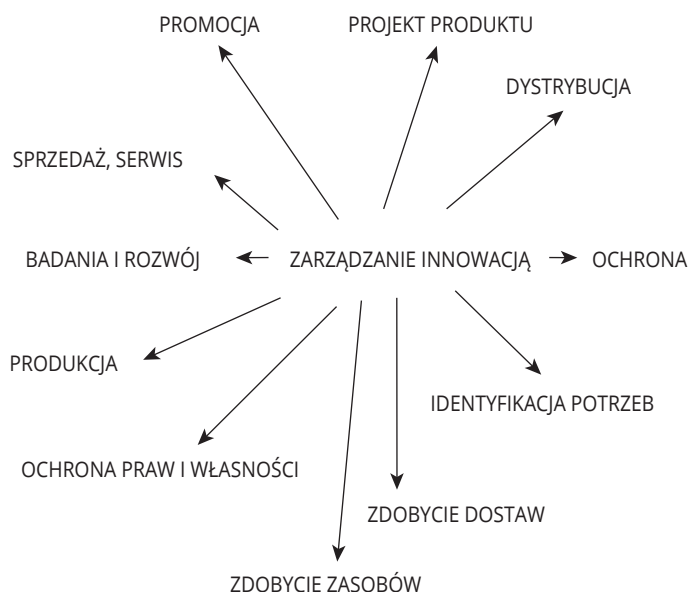 PROMOCJA
PROJEKT PRODUKTU
DYSTRYBUCJA
SPRZEDAŻ, SERWIS
BADANIA I ROZWÓJ
ZARZĄDZANIE INNOWACJĄ
OCHRONA
PRODUKCJA
IDENTYFIKACJA POTRZEB
OCHRONA PRAW I WŁASNOŚCI
ZDOBYCIE DOSTAW
ZDOBYCIE ZASOBÓW